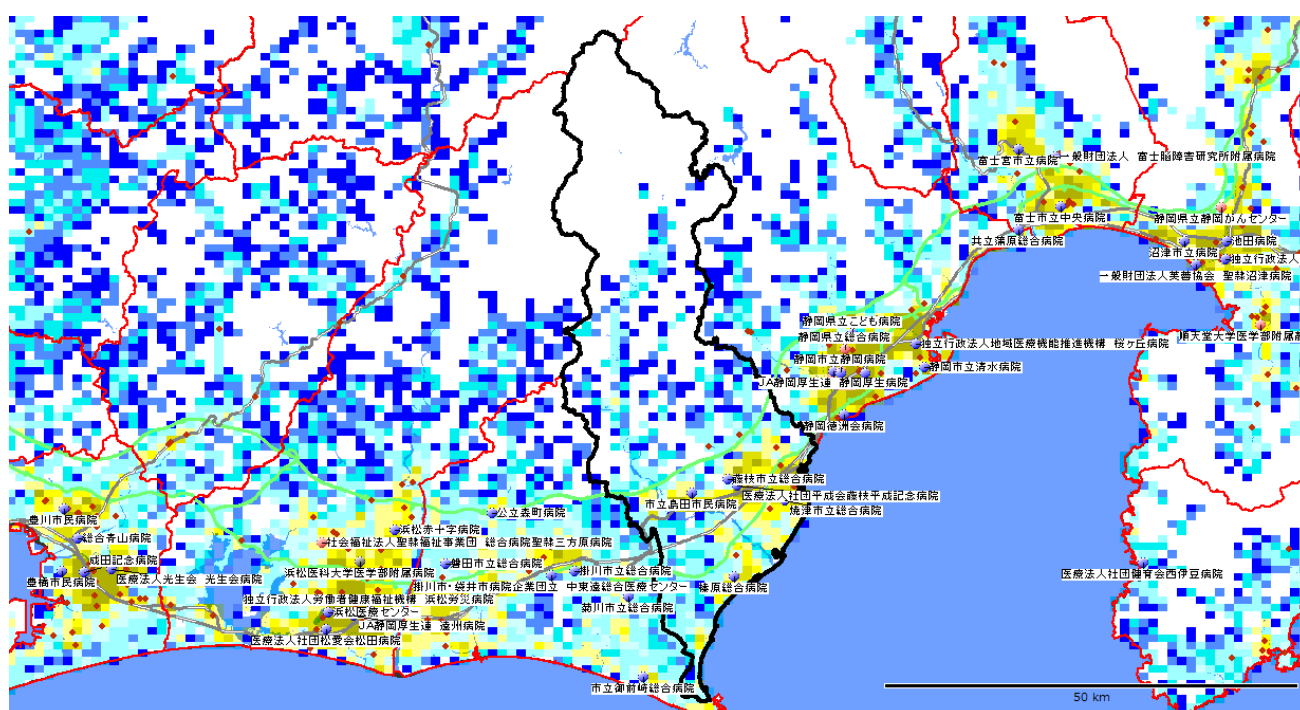 富士宮市立病院
一般財団法人 富士脳障害研究所附属病院
富士市立中央病院
静岡県立静岡がんセンター
共立蒲原総合病院
池田病院
沼津市立病院
独立行政法人
一般財団法人芙蓉協会 聖隷沼津病院
静岡県立こども病院
静岡県立総合病院
順天堂大学医学部附属
独立行政法人地域医療機能推進機構 桜ヶ丘病院
静岡市立静岡病院
静岡市立清水病院
JA静岡厚生連 静岡厚生病院
静岡徳洲会病院
藤枝市立総合病院
医療法人社団平成会藤枝平成記念病院
市立島田市民病院
焼津市立総合病院
公立森町病院
豊川市民病院
浜松赤十字病院
総合青山病院
社会福祉法人聖隷福祉事業団 総合病院聖隷三方原病院
成田記念病院
磐田市立総合病院
掛川市立総合病院
豊橋市民病院
医療法人光生会 光生会病院
浜松医科大学医学部附属病院
掛川市・袋井市病院企業団立 中東遠総合医療センター
榛原総合病院
医療法人社団健育会西伊豆病院
独立行政法人労働者健康福祉機構 浜松労災病院
菊川市立総合病院
浜松医療センター
JA静岡厚生連 遠州病院
医療法人社団松愛会松田病院
市立御前崎総合病院
50 km